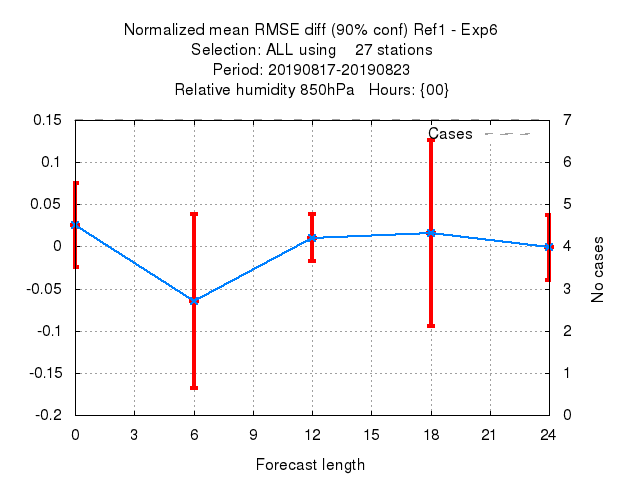 Normalized mean RMSE diff (90% conf) Ref1 - Exp6
Selection: ALL using    27 stations
Period: 20190817-20190823
Relative humidity 850hPa   Hours: {00}
Cases
0.15
0.1
0.05
0
-0.05
-0.1
-0.15
-0.2
7
6
5
4
3
2
1
0
No cases
0 3 6 9 12 15 18 21 24
Forecast length